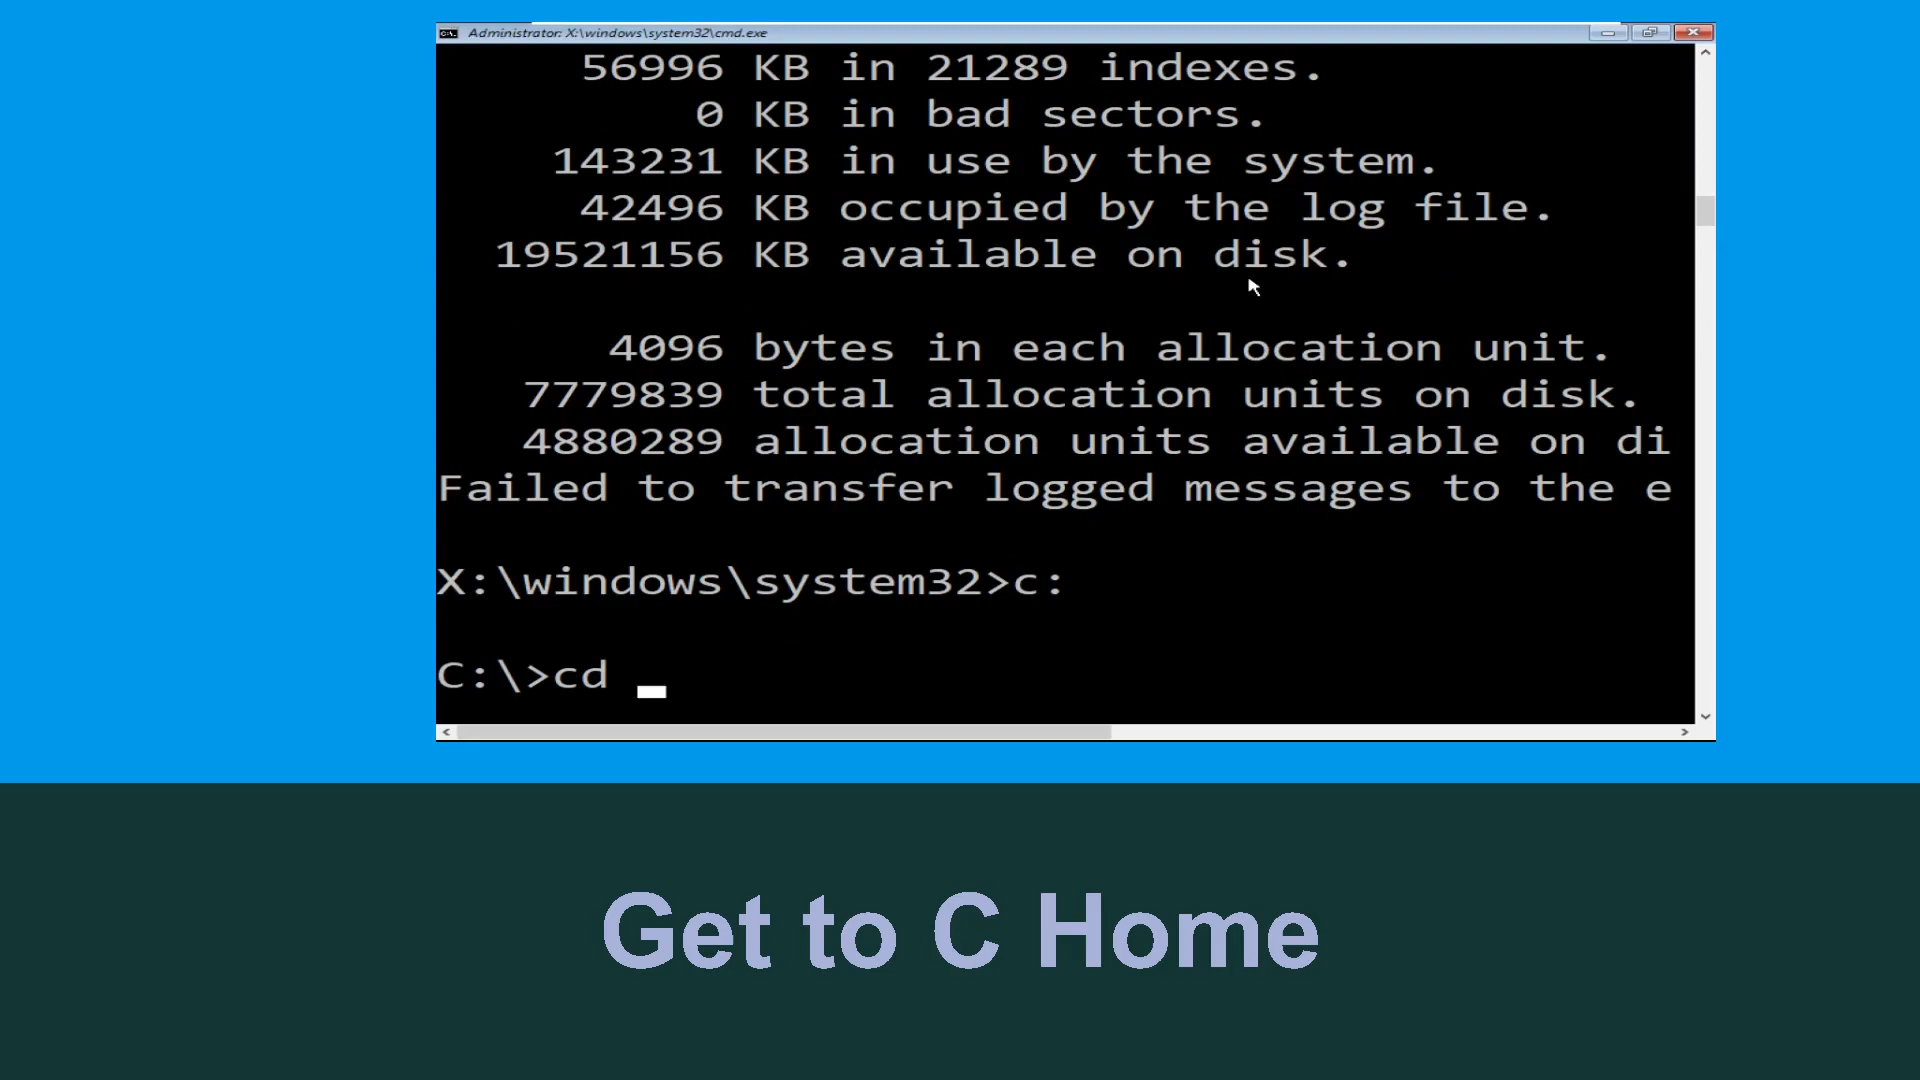 Administrator: X:\windows\system32\cmd.exe
56996 KB in 21289 indexes.
0 KB in bad sectors.
143231 KB in use by the system.
42496 KB occupied by the log file.
19521156 KB available on disk.
4096 bytes in each allocation unit.
7779839 total allocation units on disk.
4880289 allocation units available on di
Failed to transfer logged messages to the e
X:\windows\system32>c:
C:\>cd
Get to C Home